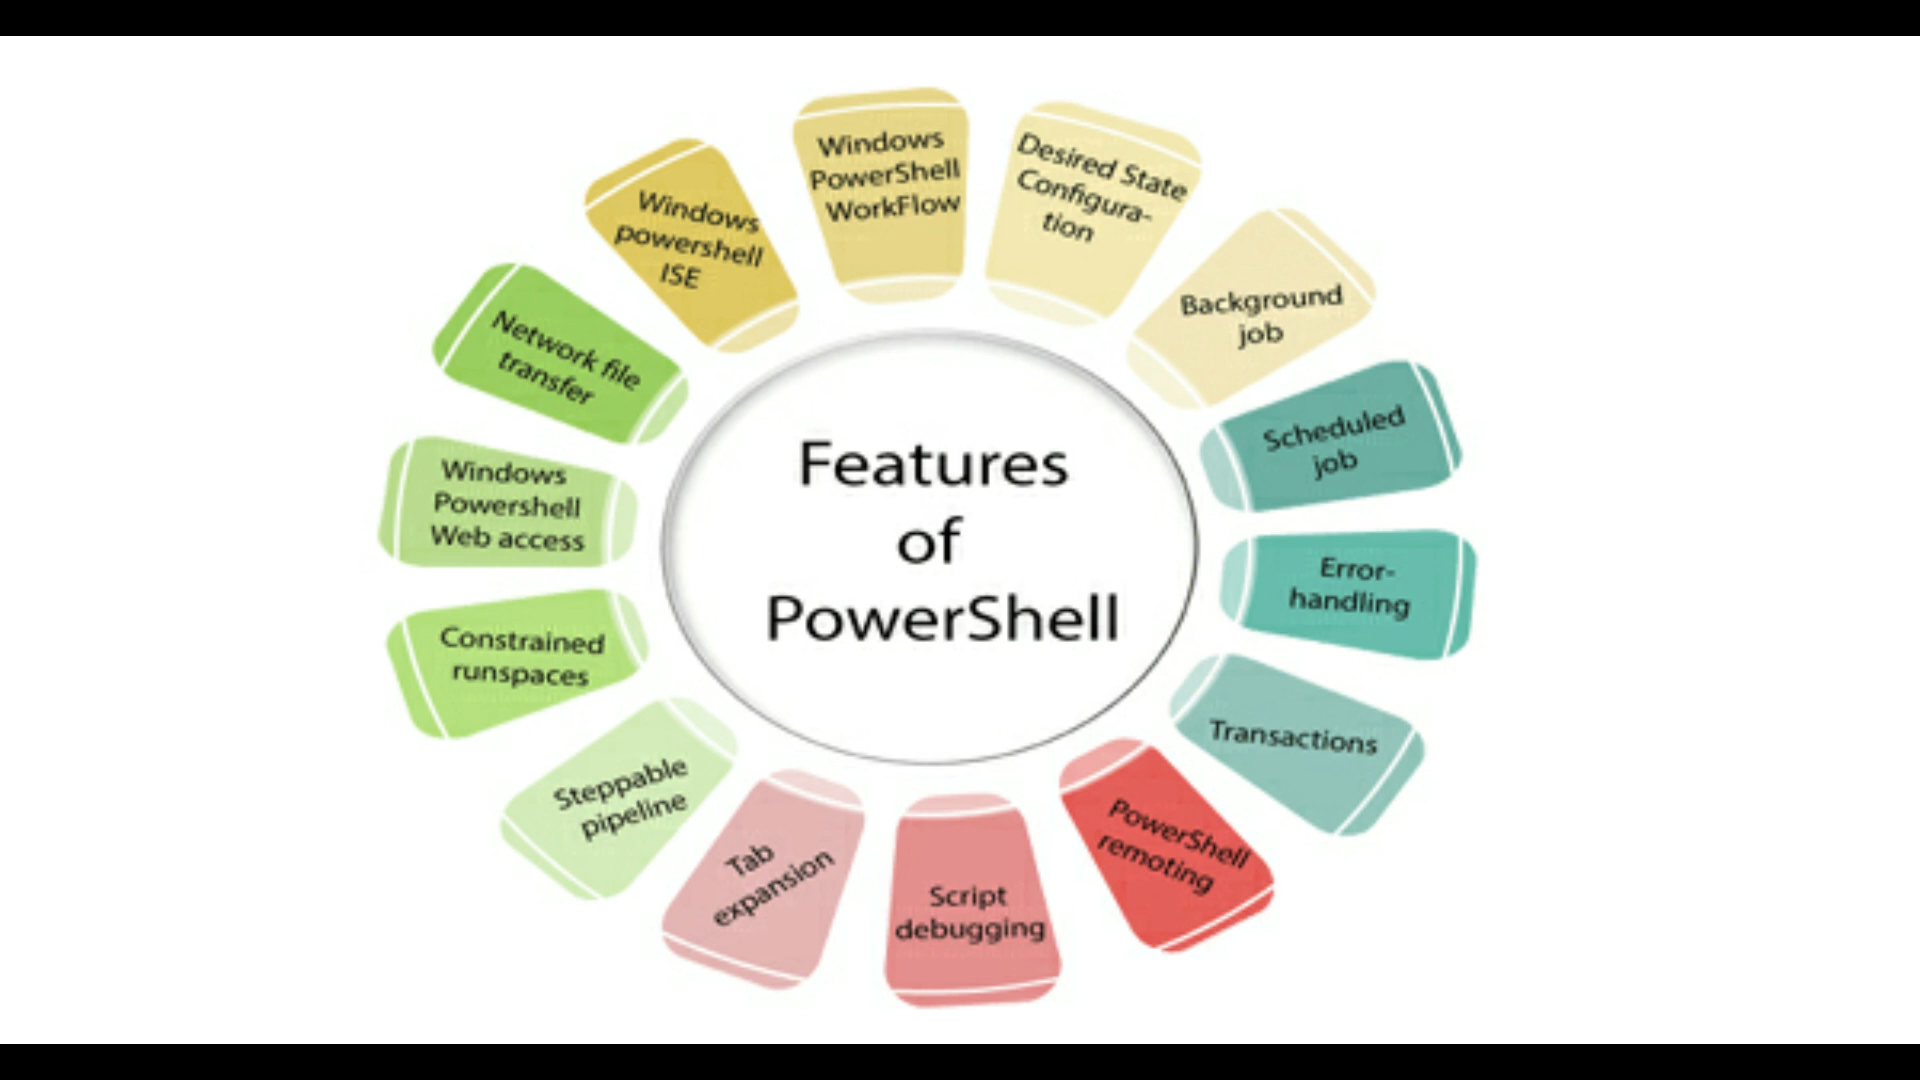 Features
of
PowerShell
Windows
PowerShell
WorkFlow
Desired State
Configura-
tion
Background
job
Scheduled
job
Error-
handling
Transactions
PowerShell
remoting
Script
debugging
Tab
expansion
Steppable
pipeline
Constrained
runspaces
Windows
Powershell
Web access
Network file
transfer
Windows
powershell
ISE